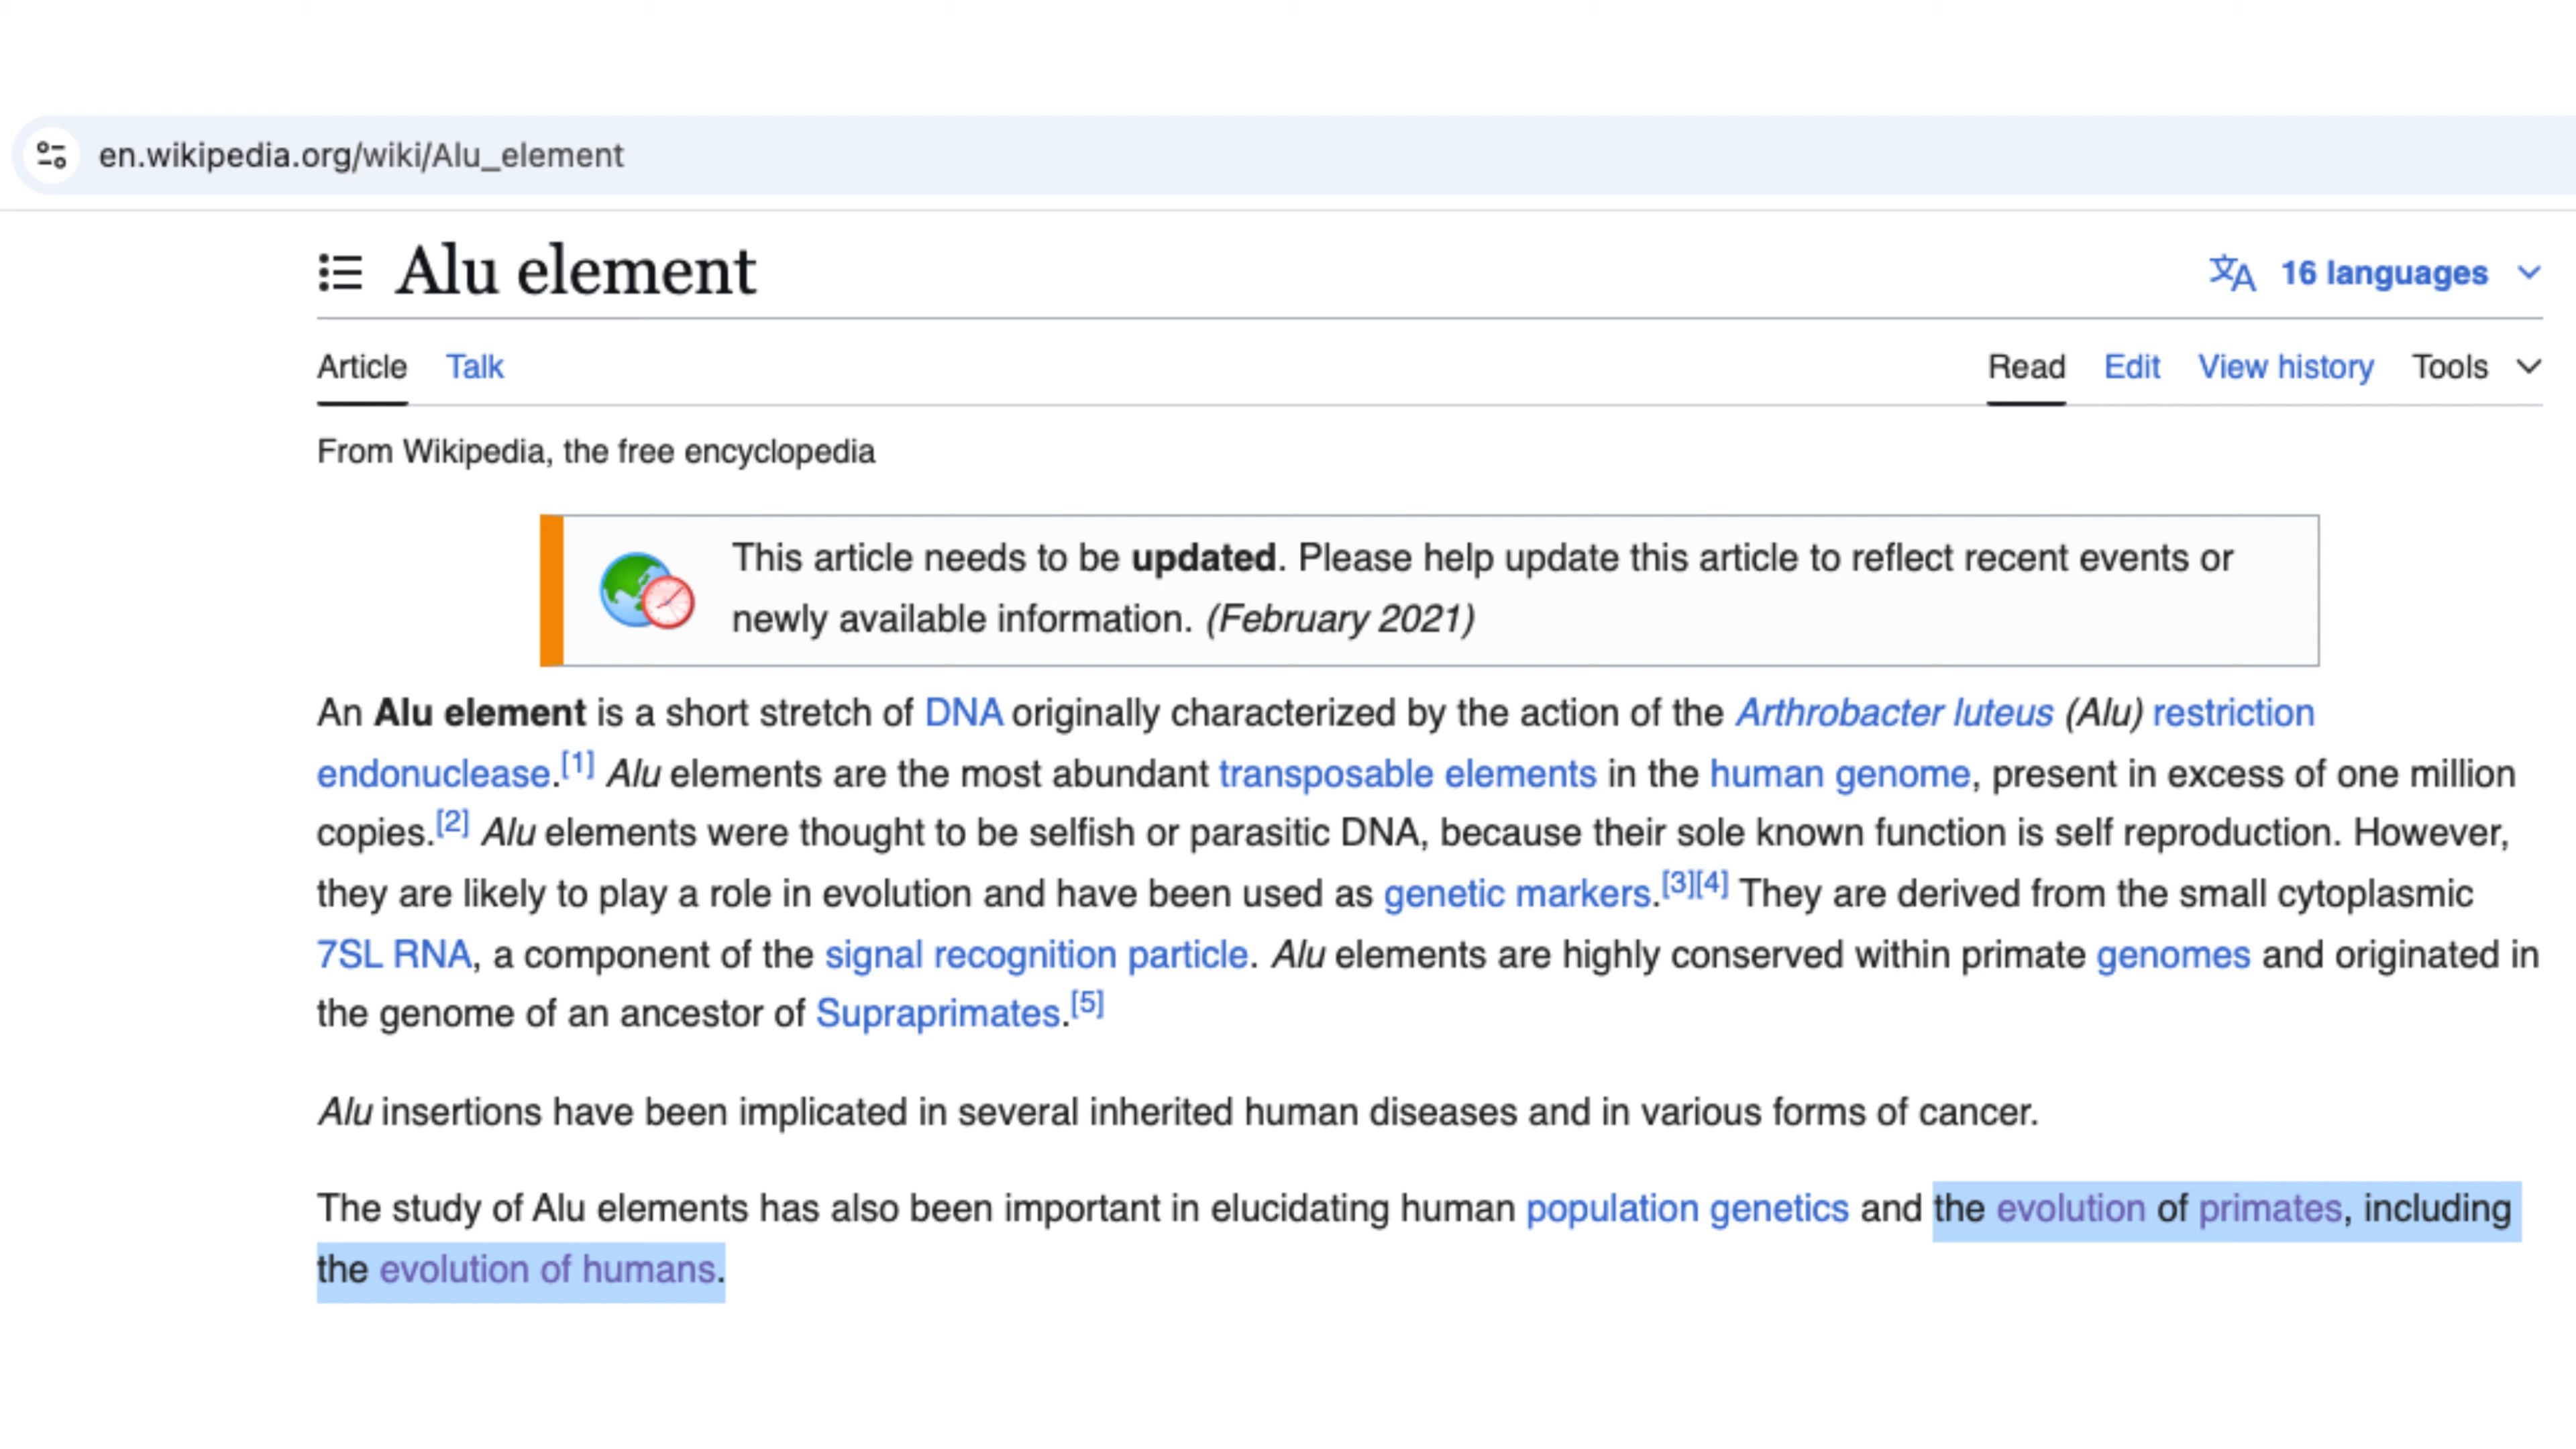 en.wikipedia.org/wiki/Alu_element
Alu element
16 languages
Article Talk
Read Edit View history Tools
From Wikipedia, the free encyclopedia
This article needs to be updated. Please help update this article to reflect recent events or
newly available information. (February 2021)
An Alu element is a short stretch of DNA originally characterized by the action of the Arthrobacter luteus (Alu) restriction
endonuclease.[1] Alu elements are the most abundant transposable elements in the human genome, present in excess of one million
copies.[2] Alu elements were thought to be selfish or parasitic DNA, because their sole known function is self reproduction. However,
they are likely to play a role in evolution and have been used as genetic markers.[3][4] They are derived from the small cytoplasmic
7SL RNA, a component of the signal recognition particle. Alu elements are highly conserved within primate genomes and originated in
the genome of an ancestor of Supraprimates.[5]
Alu insertions have been implicated in several inherited human diseases and in various forms of cancer.
The study of Alu elements has also been important in elucidating human population genetics and the evolution of primates, including
the evolution of humans.